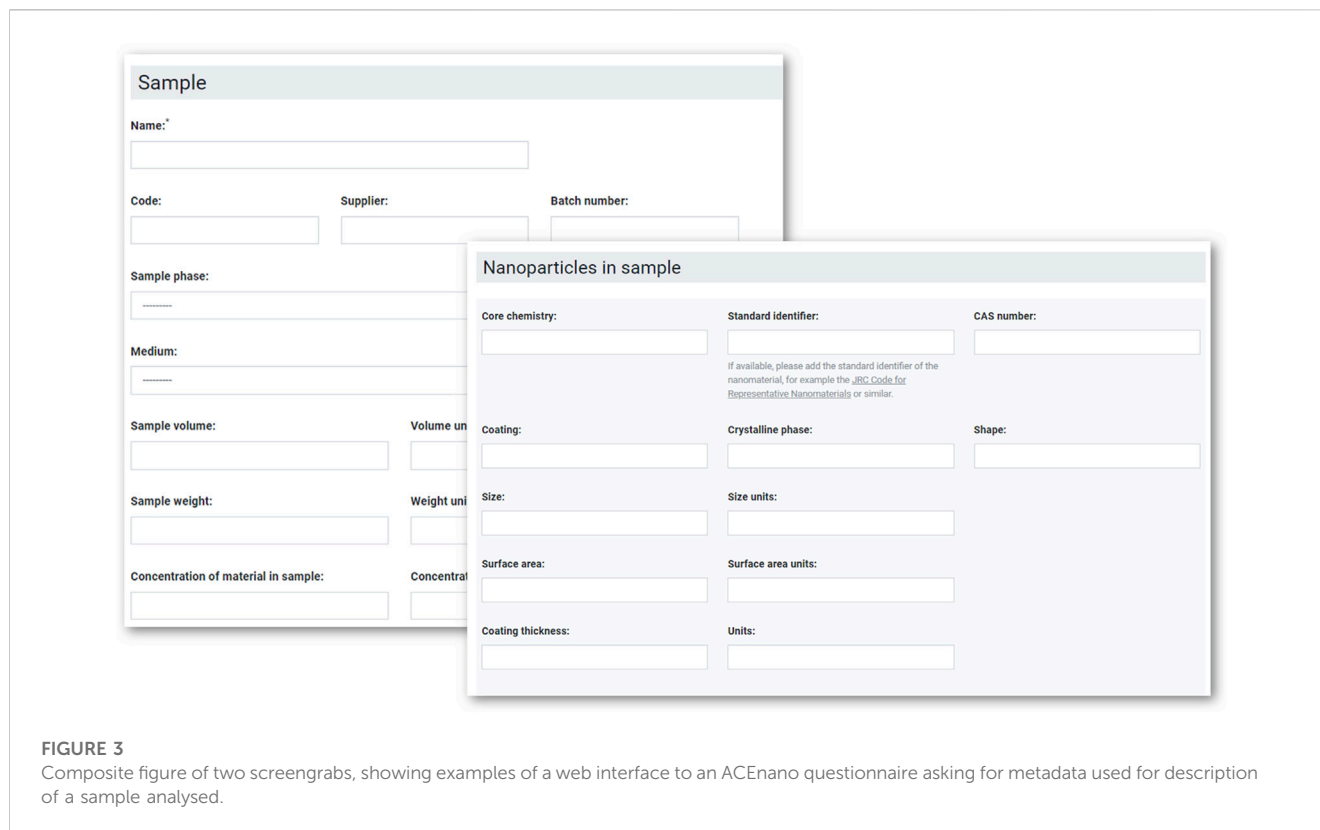 Sample
Name:*
Code: Supplier: Batch number:
Sample phase:
---------
Medium:
---------
Sample volume: Volume
Sample weight: Weight
Concentration of material in sample:
Nanoparticles in sample
Core chemistry: Standard identifier: CAS number:
If available, please add the standard identifier of the
nanomaterial, for example the JRC Code for
Representative Nanomaterials or similar.
Coating: Crystalline phase: Shape:
Size: Size units:
Surface area: Surface area units:
Coating thickness: Units:
FIGURE 3
Composite figure of two screengrabs, showing examples of a web interface to an ACEnano questionnaire asking for metadata used for description
of a sample analysed.